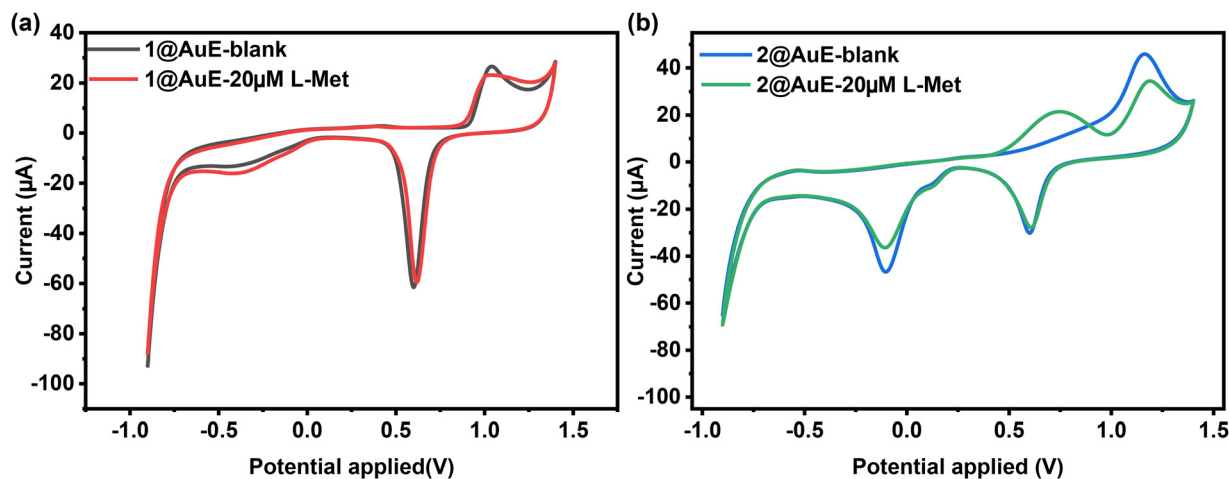 (a)
1@AuE-blank
1@AuE-20μM L-Met
Current (μA)
40
20
0
-20
-40
-60
-80
-100
-1.0 -0.5 0.0 0.5 1.0 1.5
Potential applied(V)
(b)
2@AuE-blank
2@AuE-20μM L-Met
Current (μA)
40
20
0
-20
-40
-60
-80
-100
-1.0 -0.5 0.0 0.5 1.0 1.5
Potential applied (V)